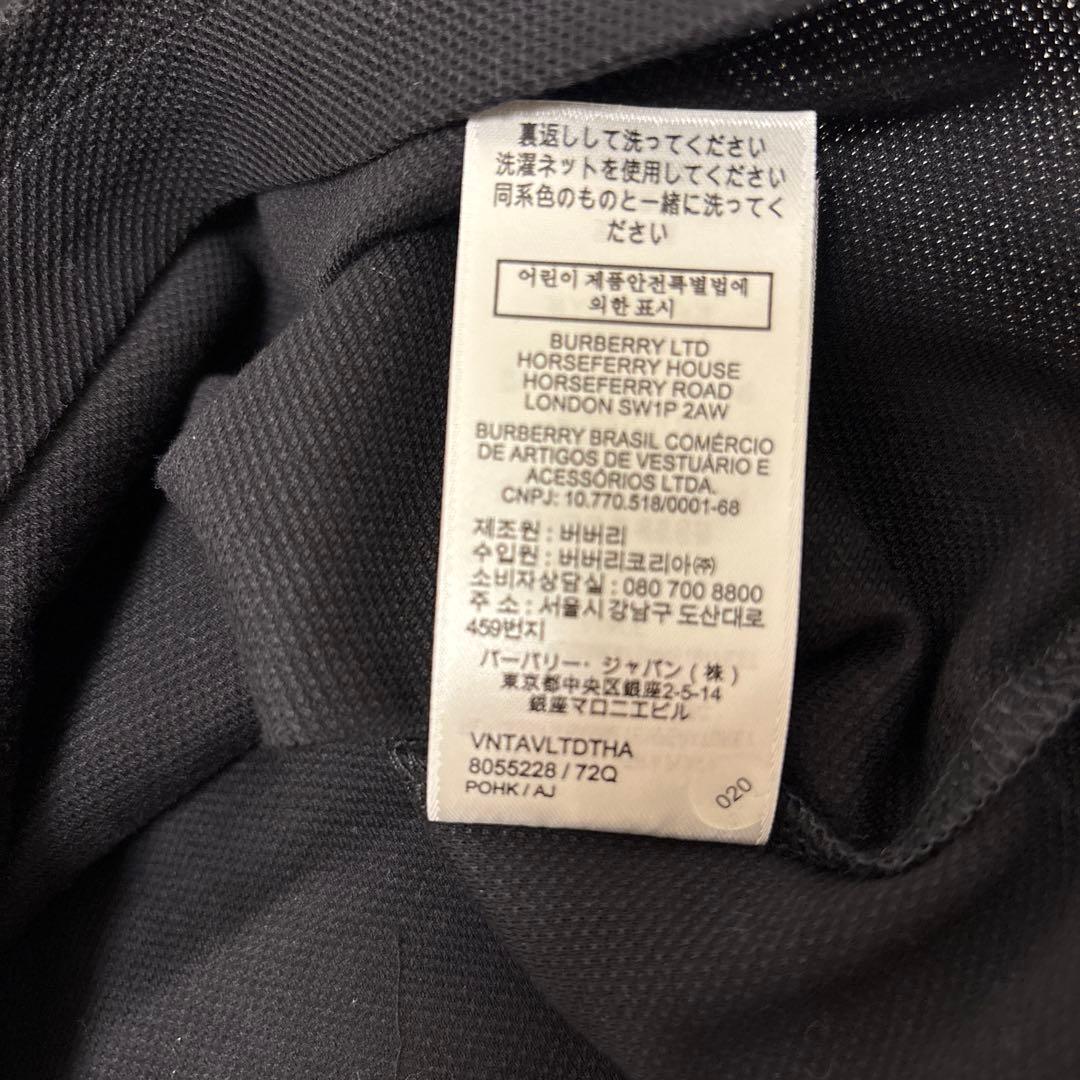 裏返しして洗ってください
洗濯ネットを使用してください
同系色のものと一緒に洗ってく
ださい
어린이 제품안전특별법에
의한 표시
BURBERRY LTD
HORSEFERRY HOUSE
HORSEFERRY ROAD
LONDON SW1P 2AW
BURBERRY BRASIL COMÉRCIO
DE ARTIGOS DE VESTUÁRIO E
ACESSÓRIOS LTDA.
CNPJ: 10.770.518/0001-68
제조원 : 버버리
수입원 : 버버리코리아㈜
소비자상담실 : 080 700 8800
주 소 : 서울시 강남구 도산대로
459번지
バーバリー・ジャパン(株)
東京都中央区銀座2-5-14
銀座マロニエビル
VNTAVLTDTHA
8055228 / 72Q
POHK / AJ
020